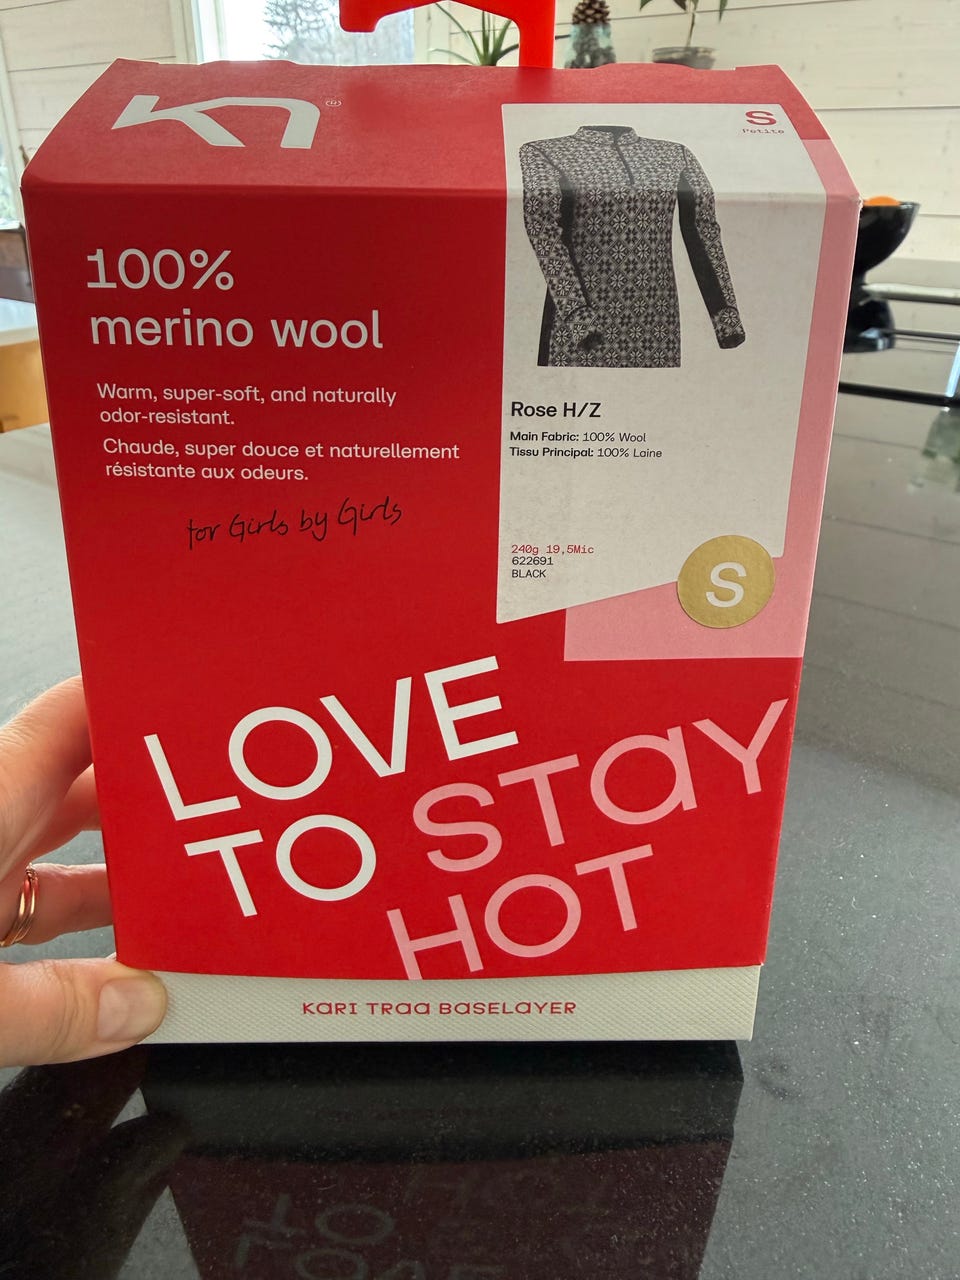 ®
S
Petite
100%
merino wool
Warm, super-soft, and naturally
odor-resistant.
Chaude, super douce et naturellement
résistante aux odeurs.
for Girls by Girls
Rose H/Z
Main Fabric: 100% Wool
Tissu Principal: 100% Laine
240g 19,5Mic
622691
BLACK
S
LOVE
TO STAY
HOT
KARI TRAA BASELAYER